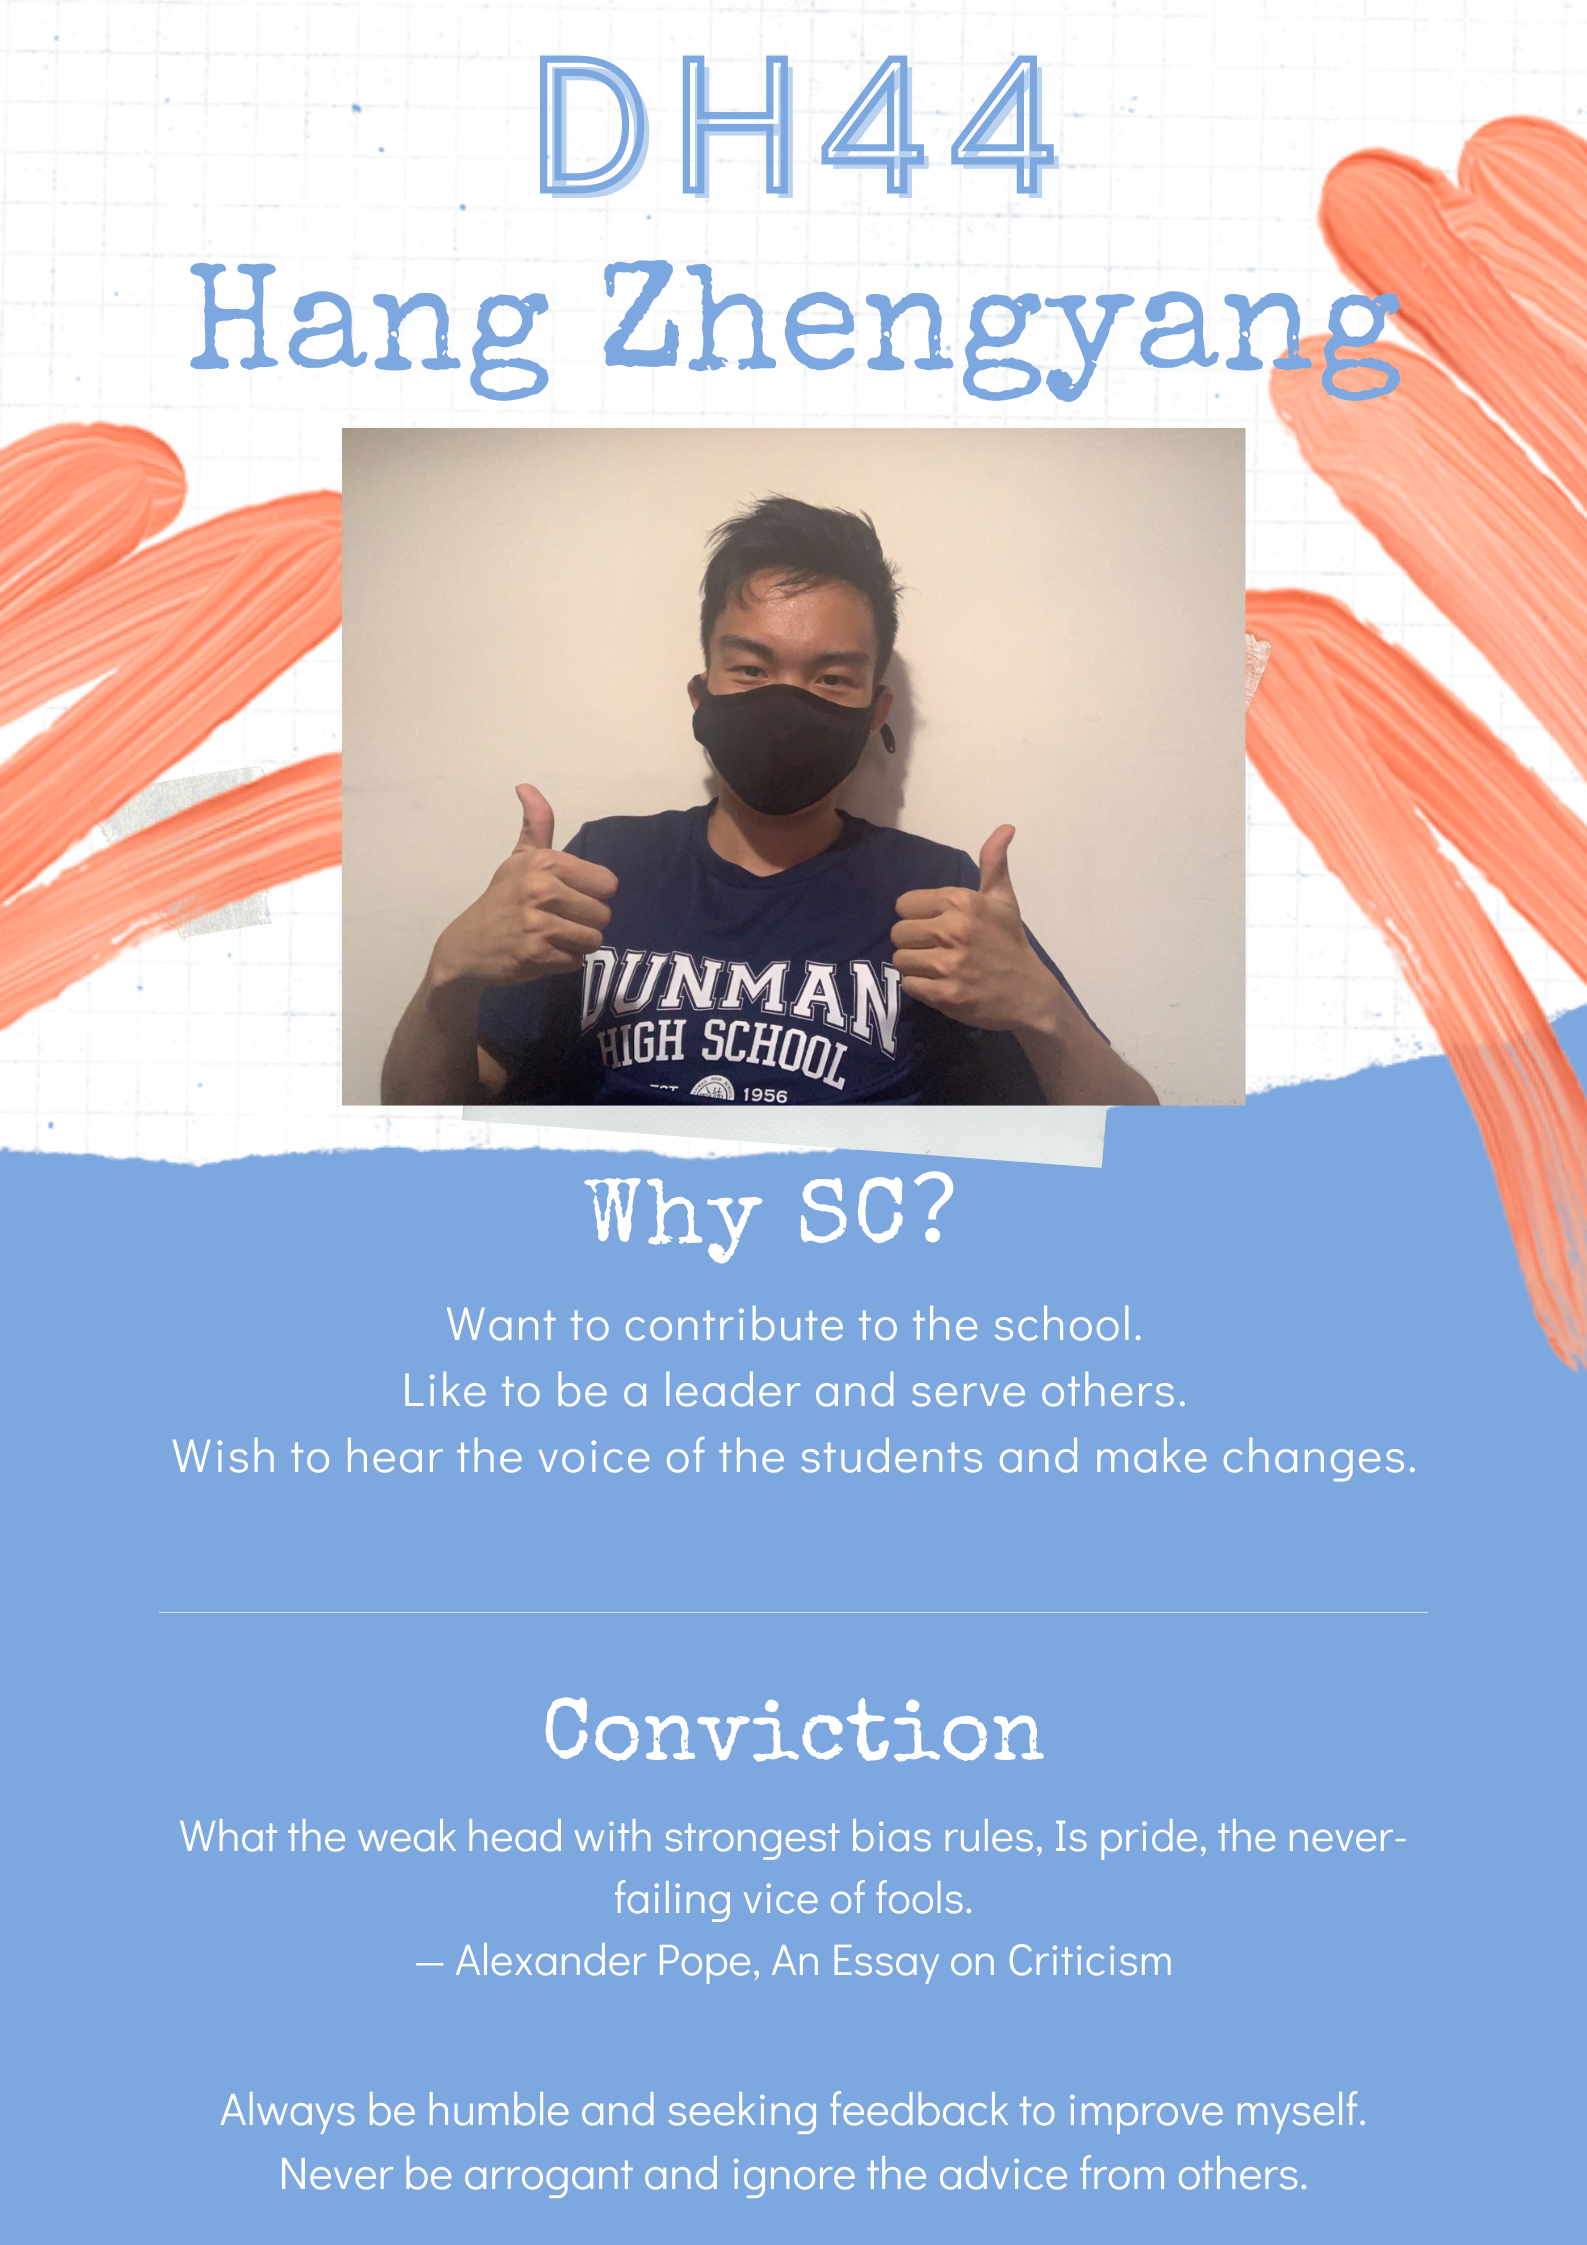 DH44
Hang Zhengyang
DUNMAN
HIGH SCHOOL
1956
Why SC?
Want to contribute to the school.
Like to be a leader and serve others.
Wish to hear the voice of the students and make changes.
Conviction
What the weak head with strongest bias rules, Is pride, the never-
failing vice of fools.
— Alexander Pope, An Essay on Criticism
Always be humble and seeking feedback to improve myself.
Never be arrogant and ignore the advice from others.